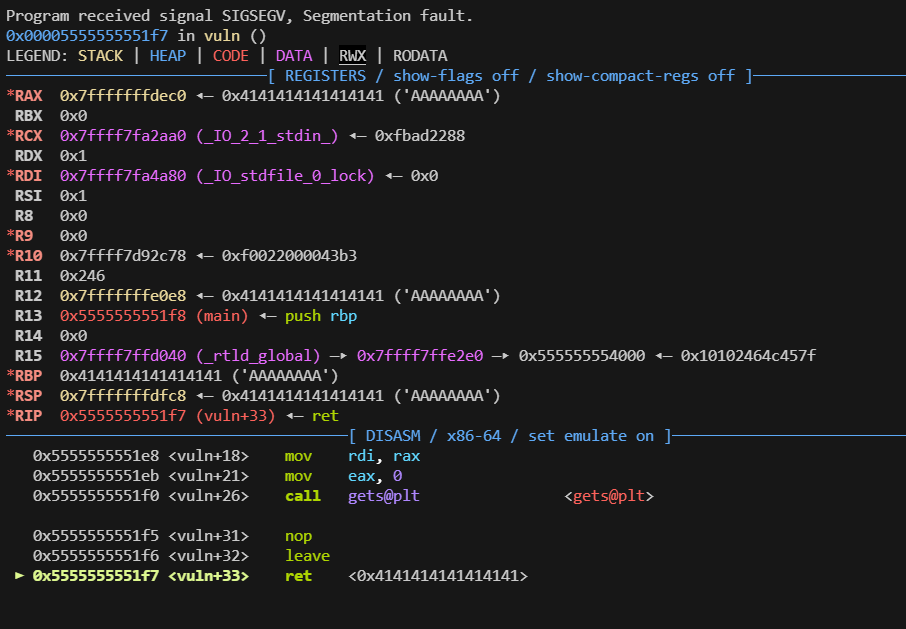 Program received signal SIGSEGV, Segmentation fault.
0x00005555555551f7 in vuln ()
LEGEND: STACK | HEAP | CODE | DATA | RWX | RODATA
[ REGISTERS / show-flags off / show-compact-regs off ]
*RAX 0x7fffffffdec0 ◂— 0x4141414141414141 ('AAAAAAAA')
RBX 0x0
*RCX 0x7ffff7fa2aa0 (_IO_2_1_stdin_) ◂— 0xfbad2288
RDX 0x1
*RDI 0x7ffff7fa4a80 (_IO_stdfile_0_lock) ◂— 0x0
RSI 0x1
R8 0x0
*R9 0x0
*R10 0x7ffff7d92c78 ◂— 0xf0022000043b3
R11 0x246
R12 0x7fffffffe0e8 ◂— 0x4141414141414141 ('AAAAAAAA')
R13 0x5555555551f8 (main) ◂— push rbp
R14 0x0
R15 0x7ffff7ffd040 (_rtld_global) —▸ 0x7ffff7ffe2e0 —▸ 0x555555554000 ◂— 0x10102464c457f
*RBP 0x4141414141414141 ('AAAAAAAA')
*RSP 0x7fffffffdfc8 ◂— 0x4141414141414141 ('AAAAAAAA')
*RIP 0x5555555551f7 (vuln+33) ◂— ret
[ DISASM / x86-64 / set emulate on ]
0x5555555551e8 <vuln+18> mov rdi, rax
0x5555555551eb <vuln+21> mov eax, 0
0x5555555551f0 <vuln+26> call gets@plt <gets@plt>
0x5555555551f5 <vuln+31> nop
0x5555555551f6 <vuln+32> leave
► 0x5555555551f7 <vuln+33> ret <0x4141414141414141>